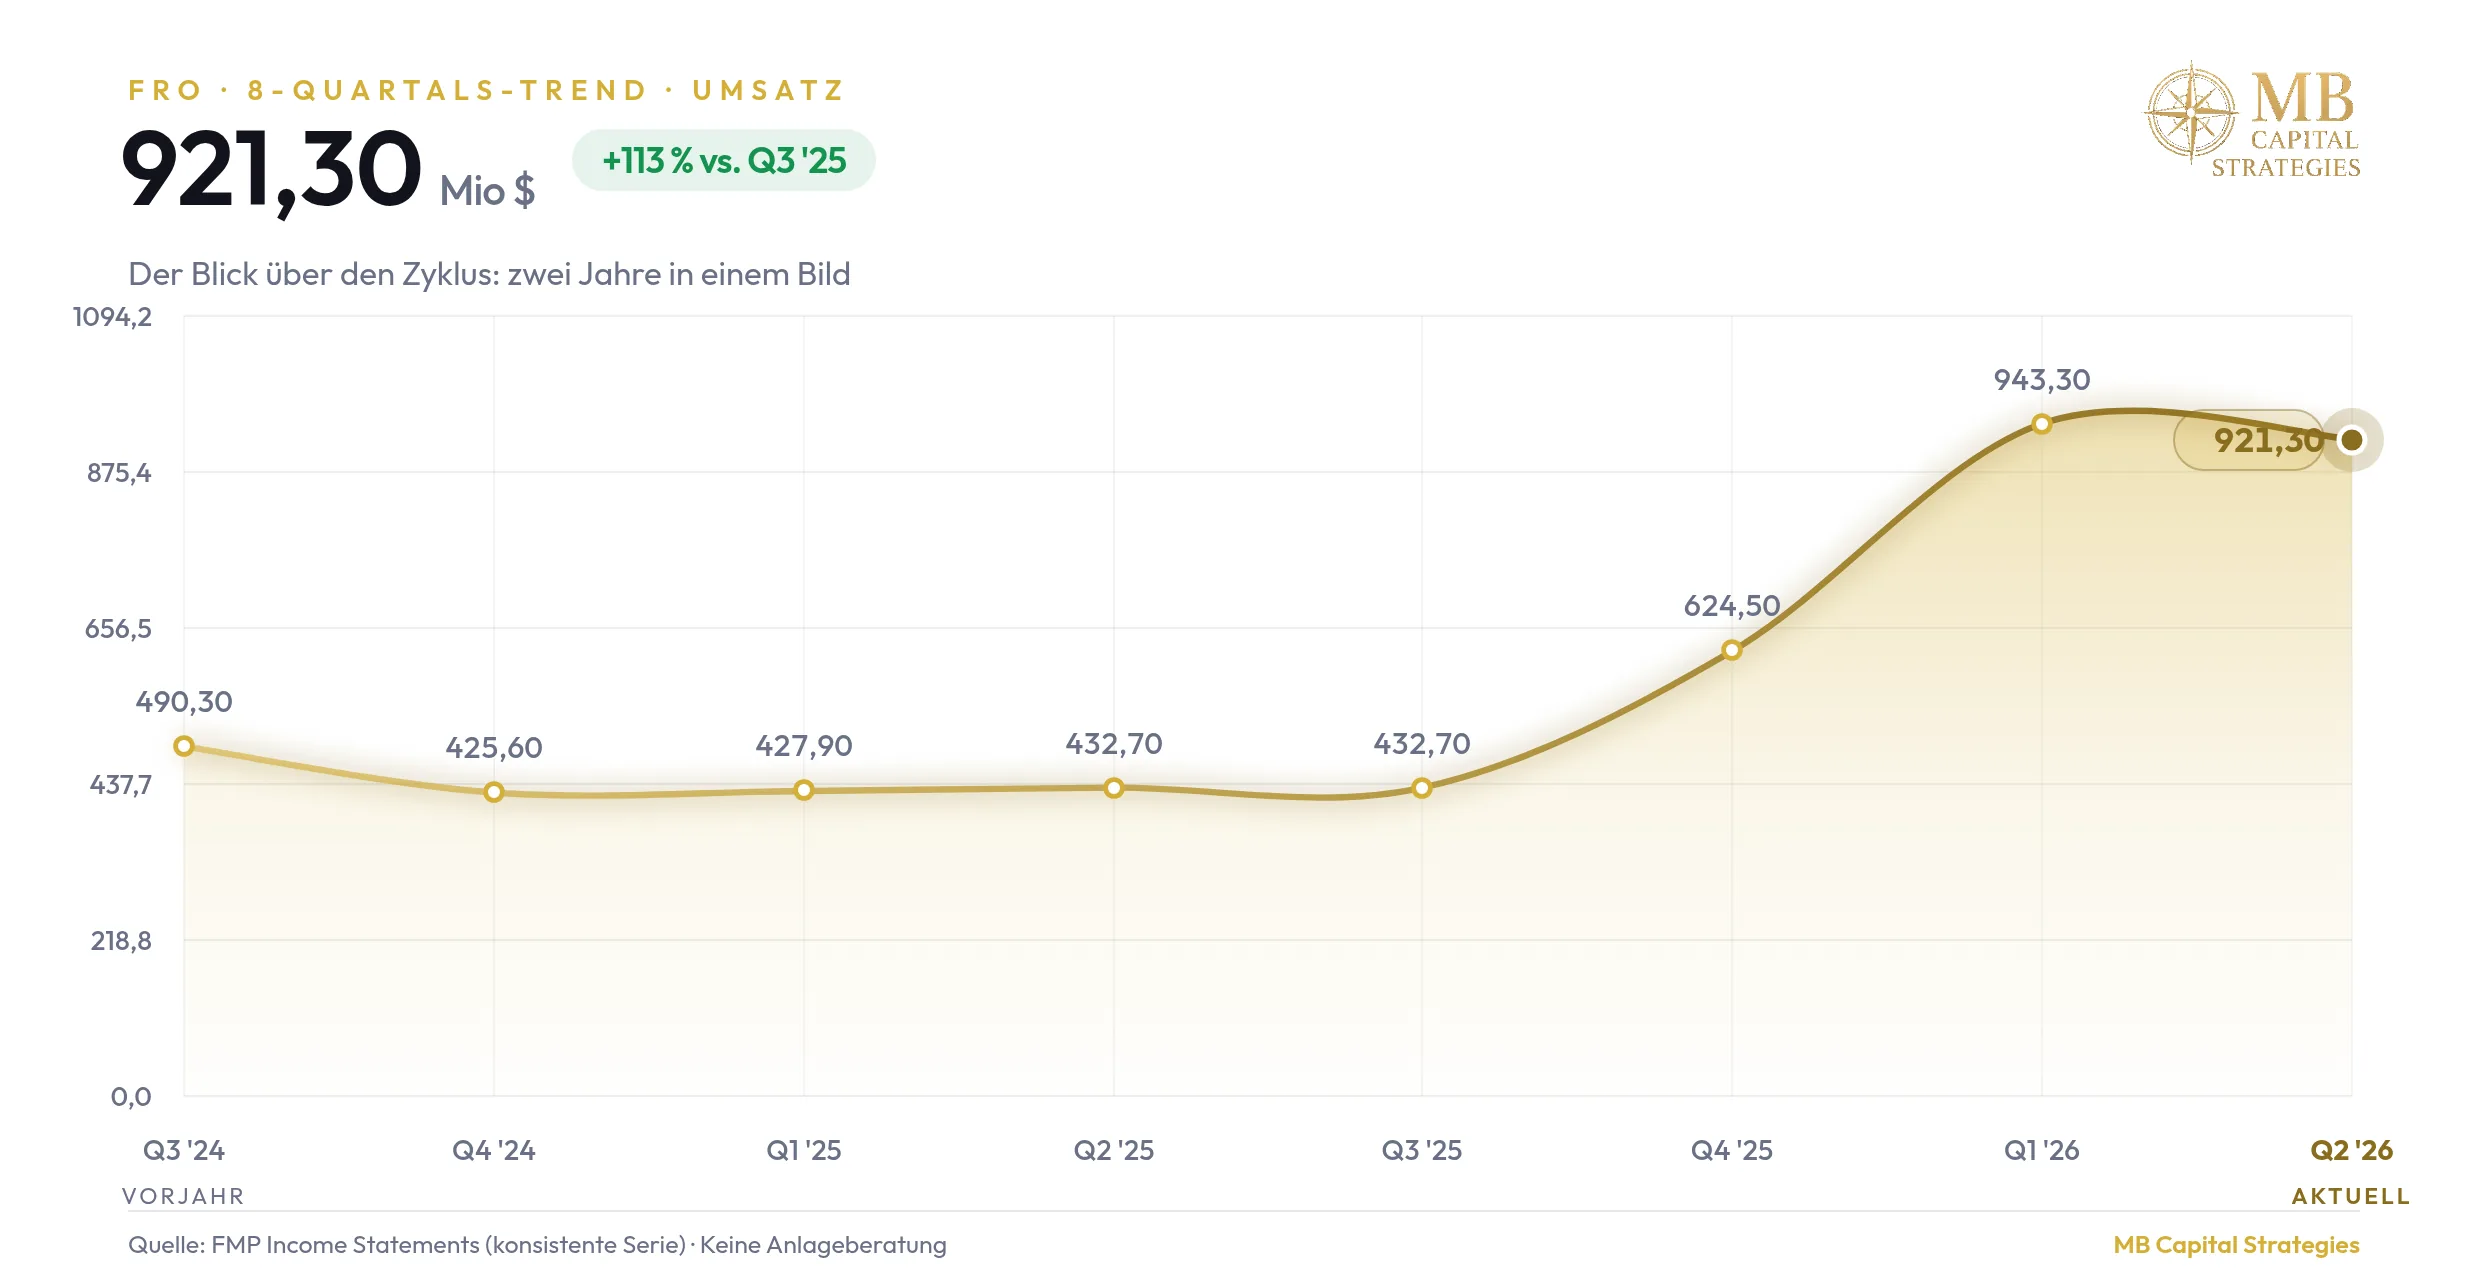 FRO · 8-QUARTALS-TREND · UMSATZ
921,30 Mio $ +113 % vs. Q3 '25
MB
CAPITAL
STRATEGIES
Der Blick über den Zyklus: zwei Jahre in einem Bild
1094,2
875,4
656,5
437,7
218,8
0,0
490,30
425,60
427,90
432,70
432,70
624,50
943,30
921,30
Q3 '24
Q4 '24
Q1 '25
Q2 '25
Q3 '25
Q4 '25
Q1 '26
Q2 '26
VORJAHR
AKTUELL
Quelle: FMP Income Statements (konsistente Serie) · Keine Anlageberatung
MB Capital Strategies